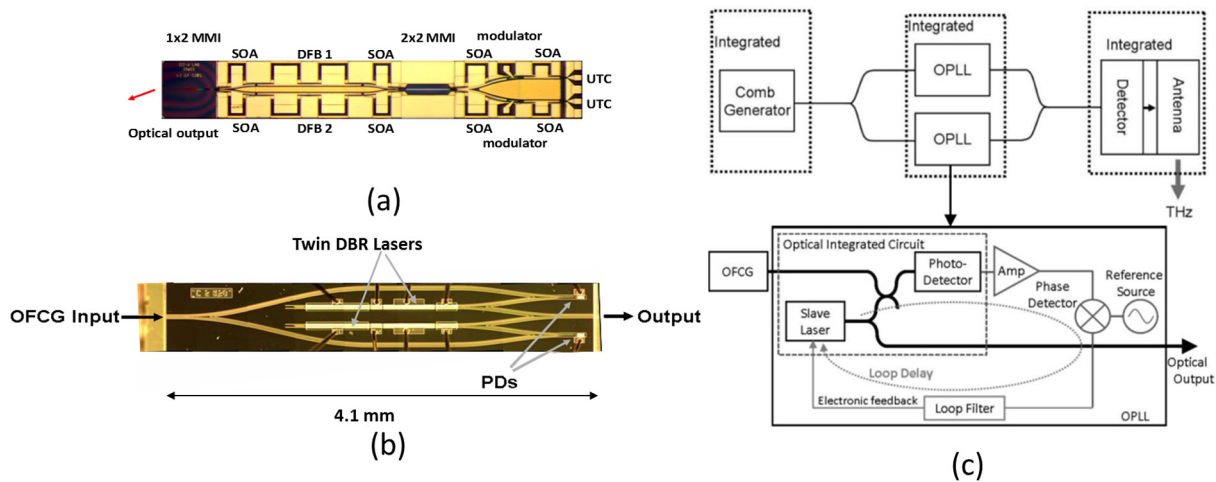 1x2 MMI
SOA
DFB 1
SOA
2x2 MMI
SOA
modulator
SOA
UTC
UTC
Optical output
SOA
DFB 2
SOA
SOA
modulator
SOA
(a)
Twin DBR Lasers
OFCG Input
Output
PDs
4.1 mm
(b)
Integrated
Comb
Generator
Integrated
OPLL
OPLL
Integrated
Detector
Antenna
THz
Optical Integrated Circuit
OFCG
Photo-
Detector
Amp
Phase
Detector
Reference
Source
Slave
Laser
Loop Delay
Optical
Output
Electronic feedback
Loop Filter
OPLL
(c)